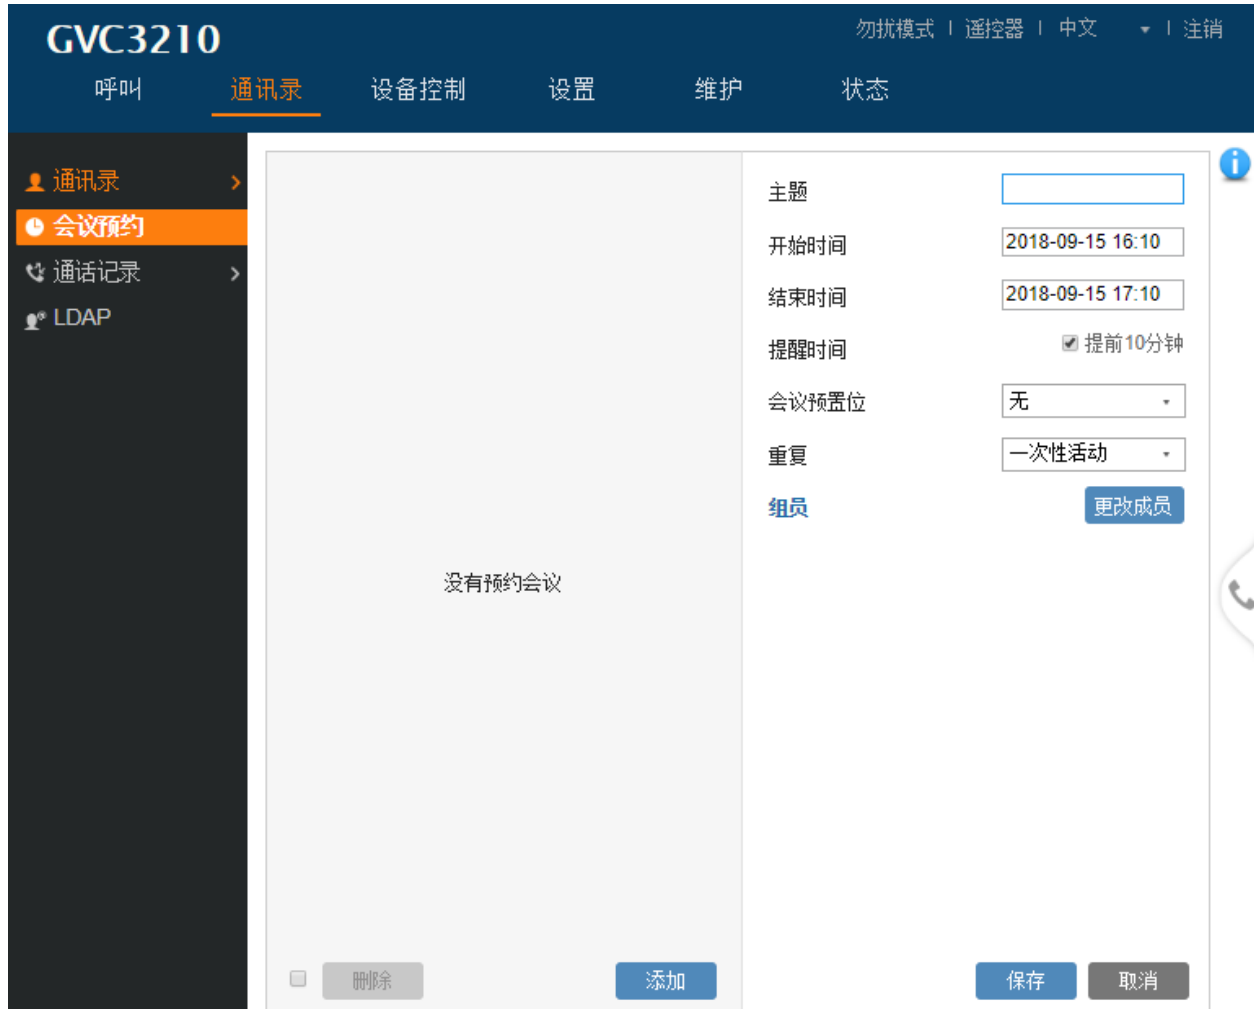 GVC3210
勿扰模式 | 遥控器 | 中文 | 注销
呼叫 通讯录 设备控制 设置 维护 状态
通讯录
会议预约
通话记录
LDAP
没有预约会议
删除 添加
主题
开始时间 2018-09-15 16:10
结束时间 2018-09-15 17:10
提醒时间 提前10分钟
会议预置位 无
重复 一次性活动
组员 更改成员
保存 取消